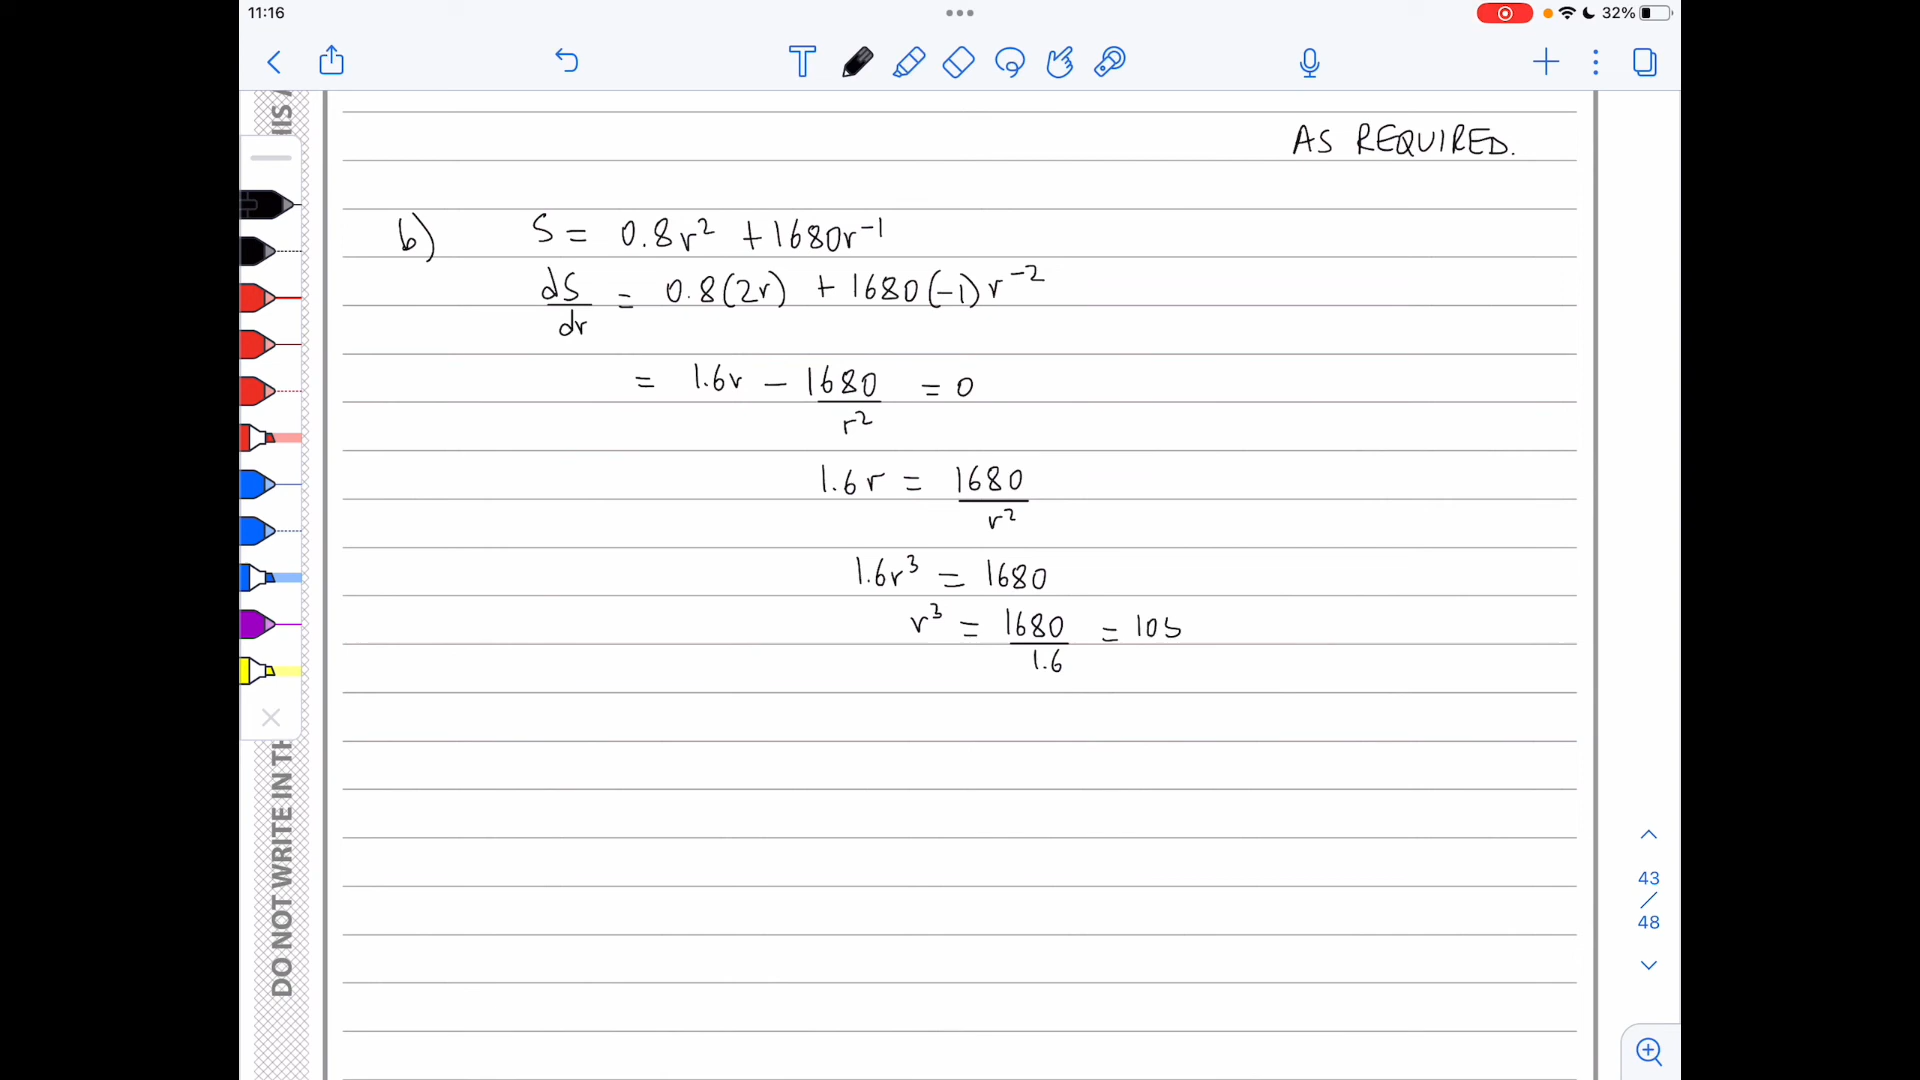 11:16
32%
AS REQUIRED.
b) S = 0.8r² + 1680r⁻¹
dS/dr = 0.8(2r) + 1680(-1)r⁻²
= 1.6r - 1680/r² = 0
1.6r = 1680/r²
1.6r³ = 1680
r³ = 1680/1.6 = 105
DO NOT WRITE IN TH
HIS A
43
/
48